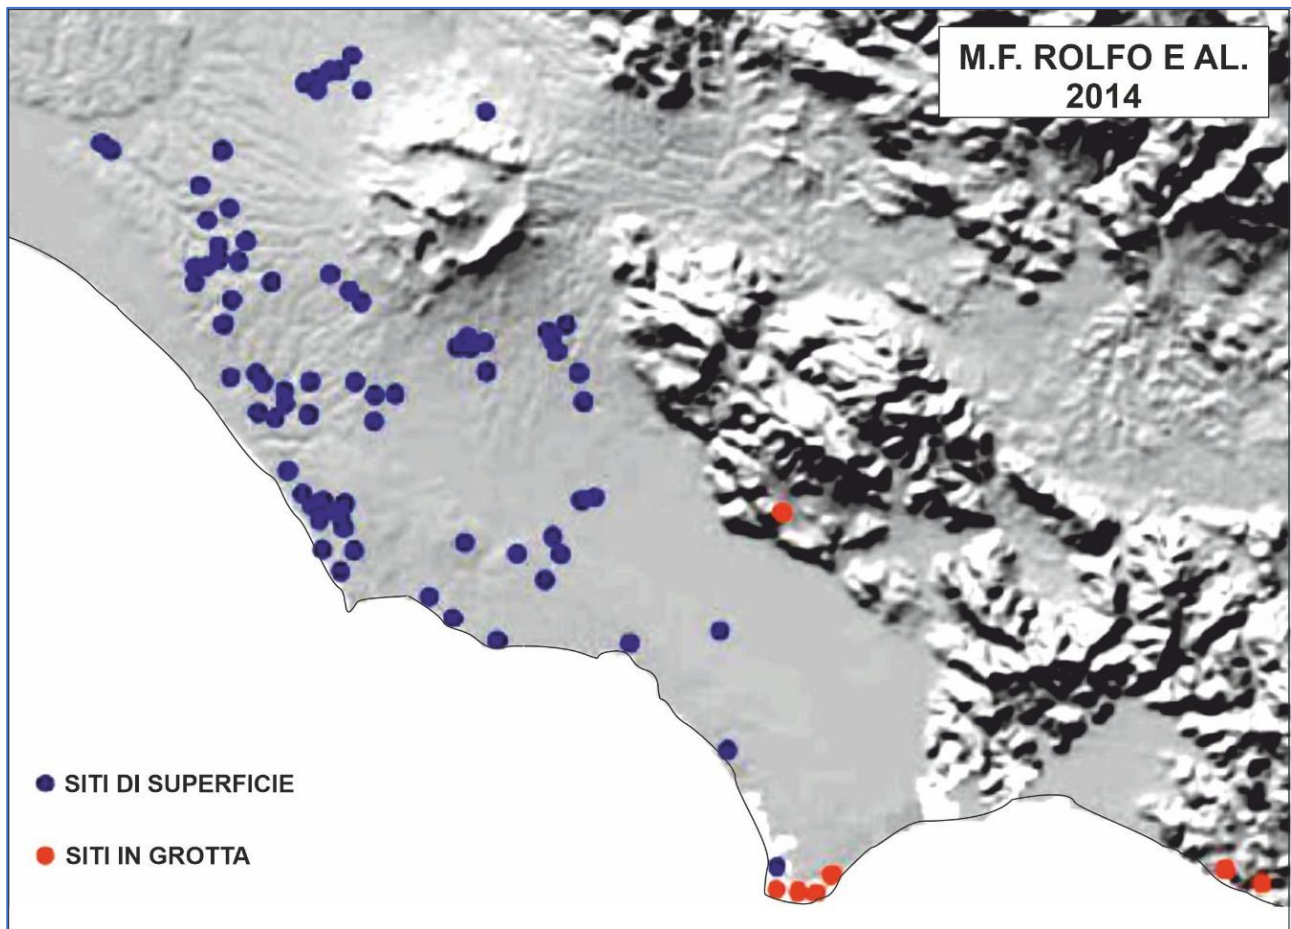 M.F. ROLFO E AL.
2014
SITI DI SUPERFICIE
SITI IN GROTTA